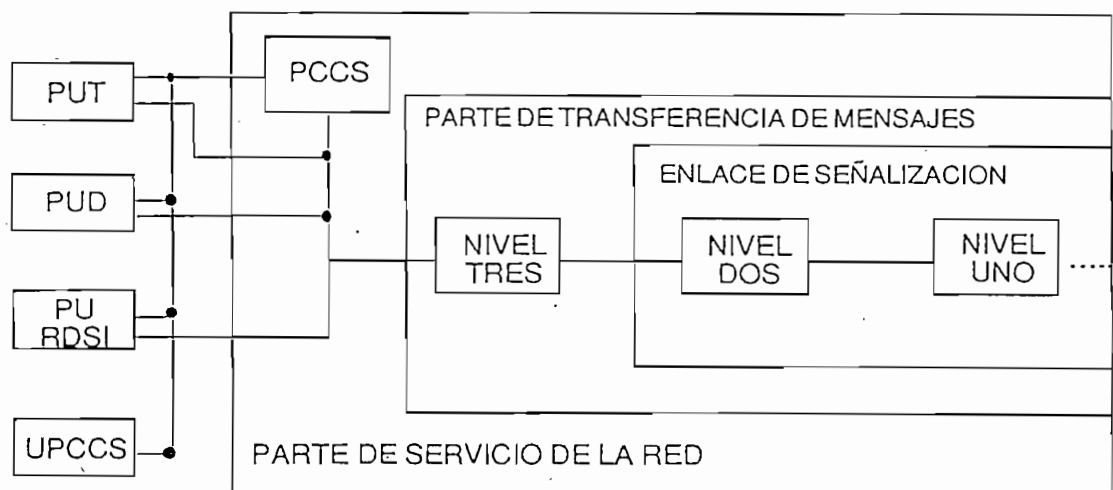 PUT
PCCS
PARTE DE TRANSFERENCIA DE MENSAJES
ENLACE DE SEÑALIZACION
PUD
NIVEL
TRES
NIVEL
DOS
NIVEL
UNO
PU
RDSI
UPCCS
PARTE DE SERVICIO DE LA RED